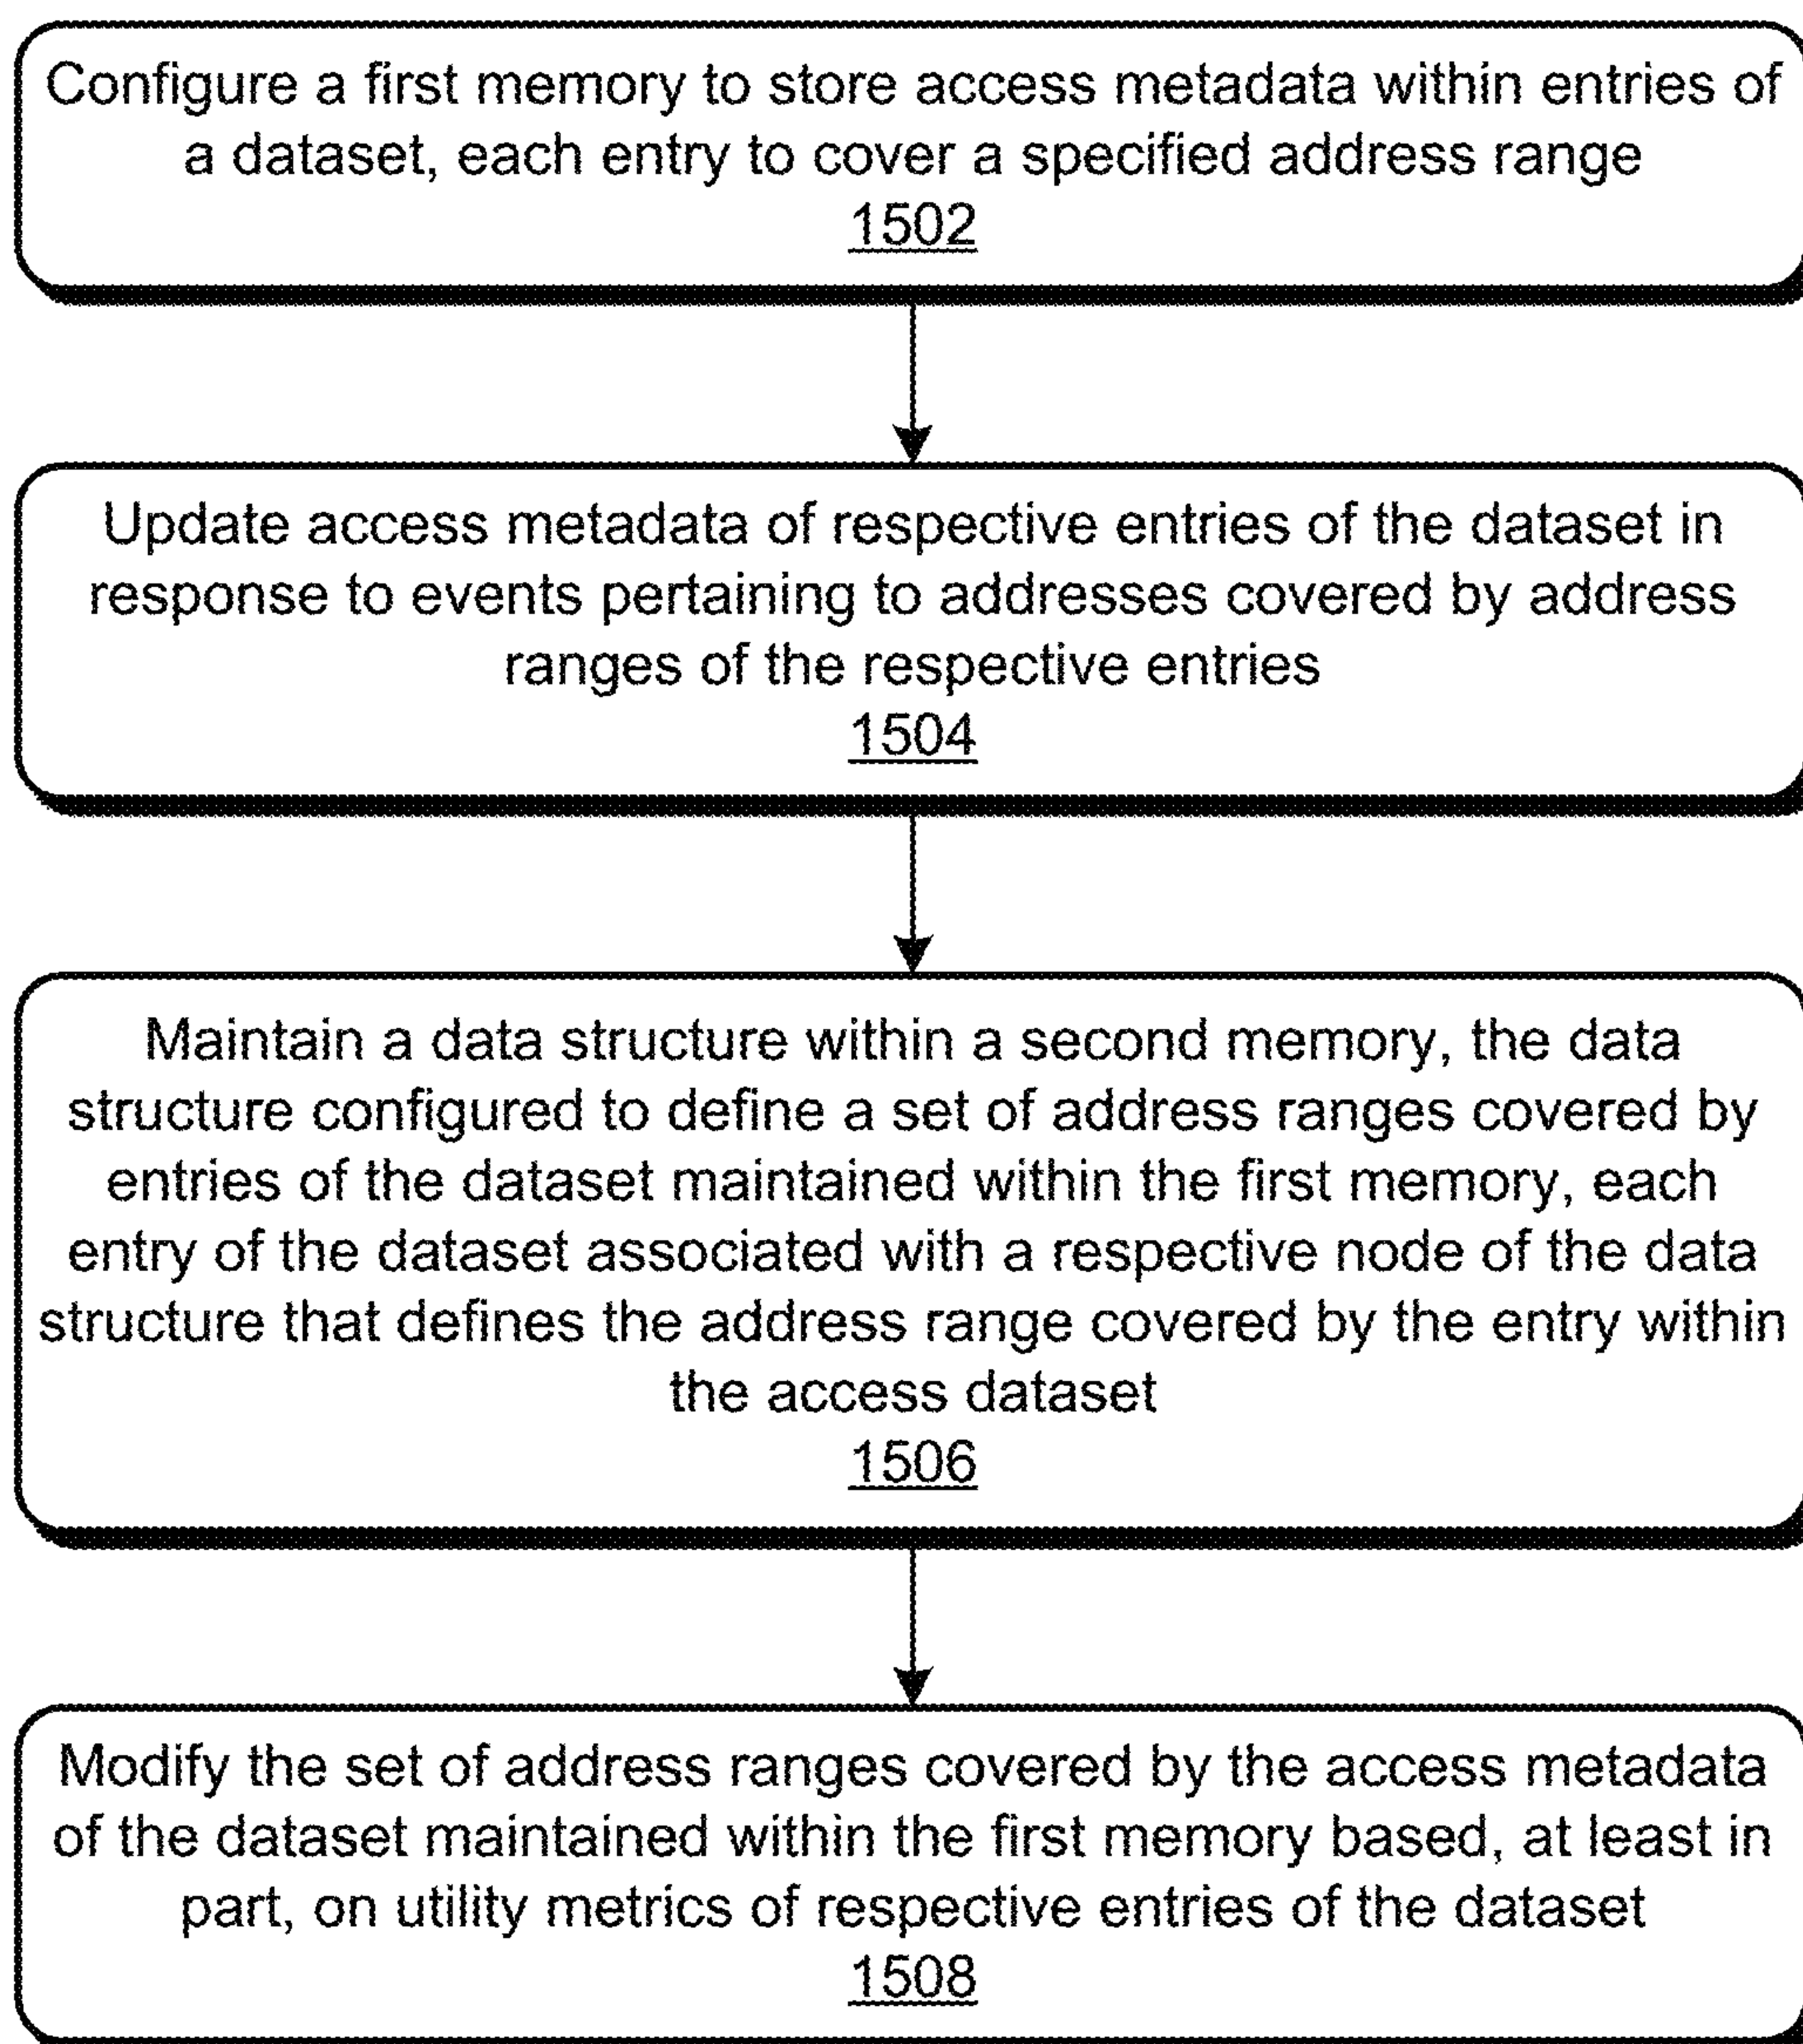 Configure a first memory to store access metadata within entries of
a dataset, each entry to cover a specified address range
1502
Update access metadata of respective entries of the dataset in
response to events pertaining to addresses covered by address
ranges of the respective entries
1504
Maintain a data structure within a second memory, the data
structure configured to define a set of address ranges covered by
entries of the dataset maintained within the first memory, each
entry of the dataset associated with a respective node of the data
structure that defines the address range covered by the entry within
the access dataset
1506
Modify the set of address ranges covered by the access metadata
of the dataset maintained within the first memory based, at least in
part, on utility metrics of respective entries of the dataset
1508